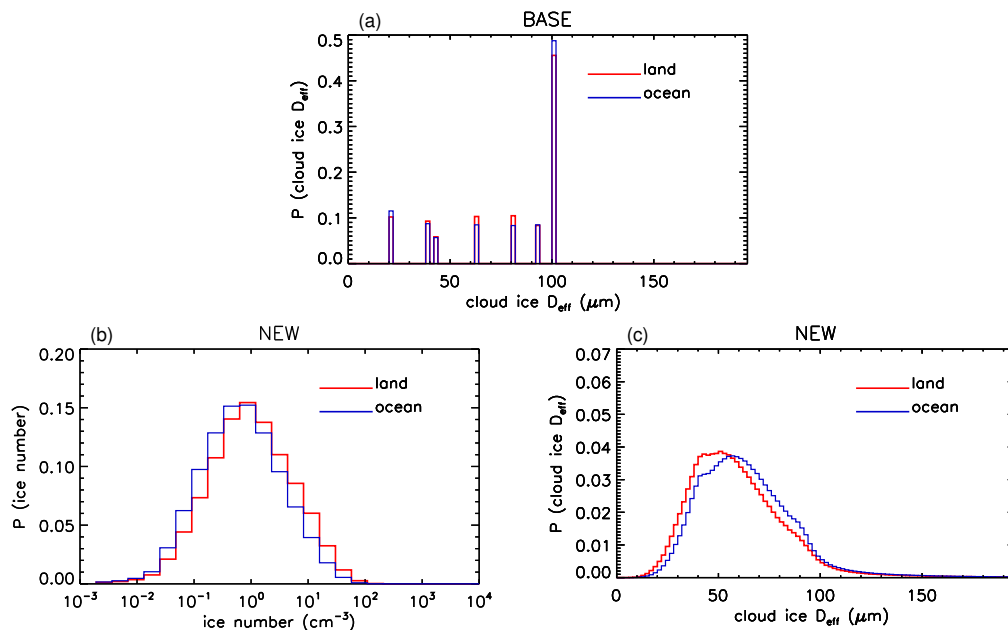 (a) BASE
P (cloud ice D_eff)
0.5
0.4
0.3
0.2
0.1
0.0
land
ocean
0 50 100 150
cloud ice D_eff (μm)
(b) NEW
P (ice number)
0.20
0.15
0.10
0.05
0.00
land
ocean
10⁻³ 10⁻² 10⁻¹ 10⁰ 10¹ 10² 10³ 10⁴
ice number (cm⁻³)
(c) NEW
P (cloud ice D_eff)
0.07
0.06
0.05
0.04
0.03
0.02
0.01
0.00
land
ocean
0 50 100 150
cloud ice D_eff (μm)